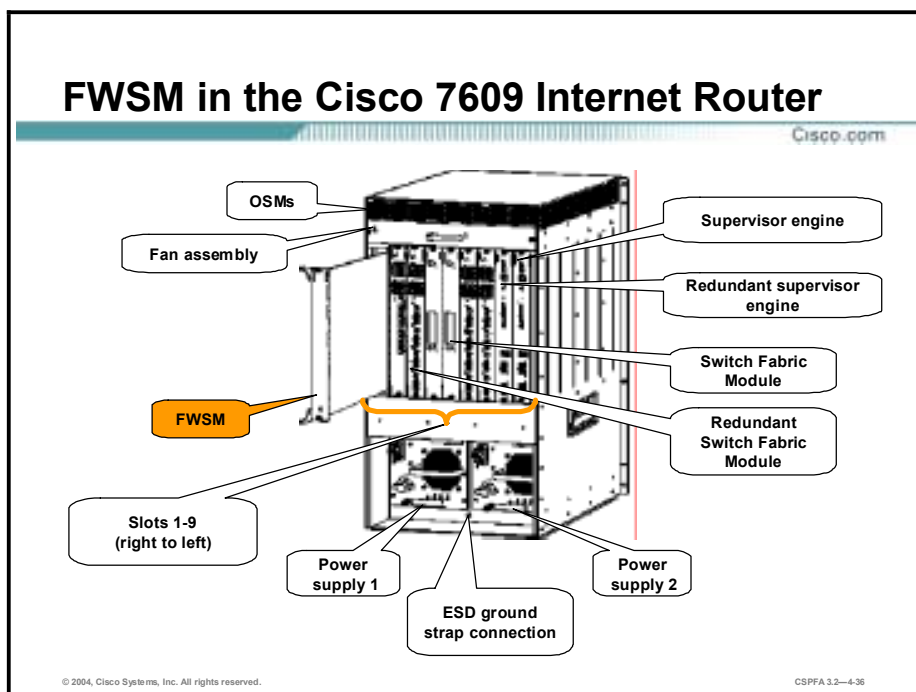 FWSM in the Cisco 7609 Internet Router
Cisco.com
OSMs
Fan assembly
FWSM
Slots 1-9
(right to left)
Power
supply 1
ESD ground
strap connection
Power
supply 2
Supervisor engine
Redundant supervisor
engine
Switch Fabric
Module
Redundant
Switch Fabric
Module
© 2004, Cisco Systems, Inc. All rights reserved.
CSPFA 3.2—4-36